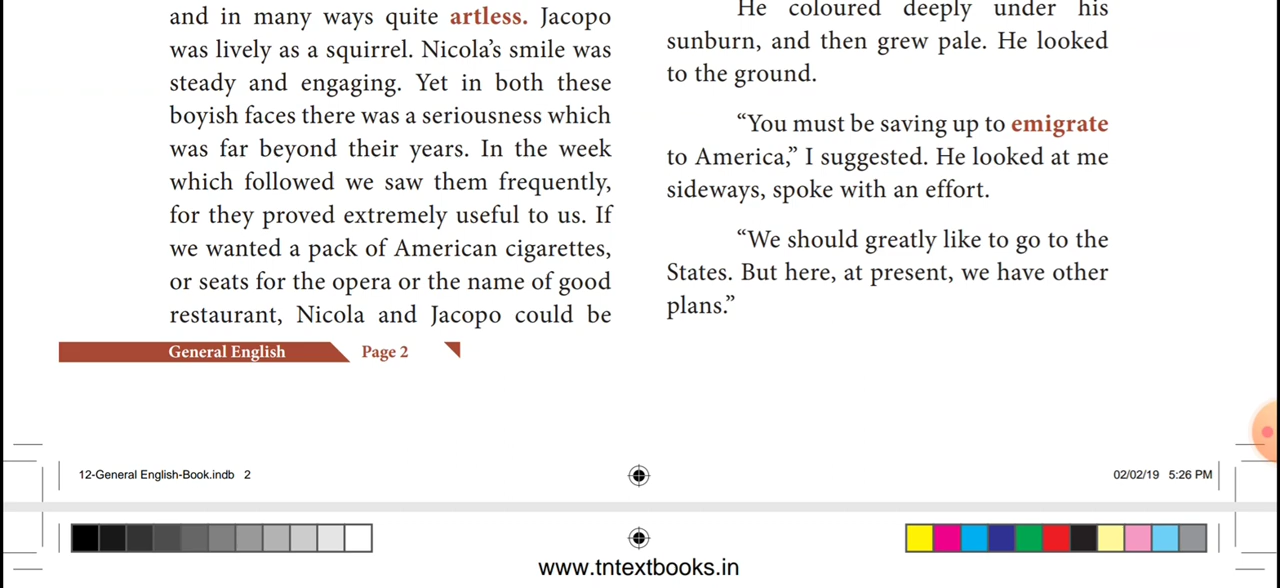 and in many ways quite artless. Jacopo
was lively as a squirrel. Nicola’s smile was
steady and engaging. Yet in both these
boyish faces there was a seriousness which
was far beyond their years. In the week
which followed we saw them frequently,
for they proved extremely useful to us. If
we wanted a pack of American cigarettes,
or seats for the opera or the name of good
restaurant, Nicola and Jacopo could be
He coloured deeply under his
sunburn, and then grew pale. He looked
to the ground.
“You must be saving up to emigrate
to America,” I suggested. He looked at me
sideways, spoke with an effort.
“We should greatly like to go to the
States. But here, at present, we have other
plans.”
General English Page 2
12-General English-Book.indb 2
02/02/19 5:26 PM
www.tntextbooks.in